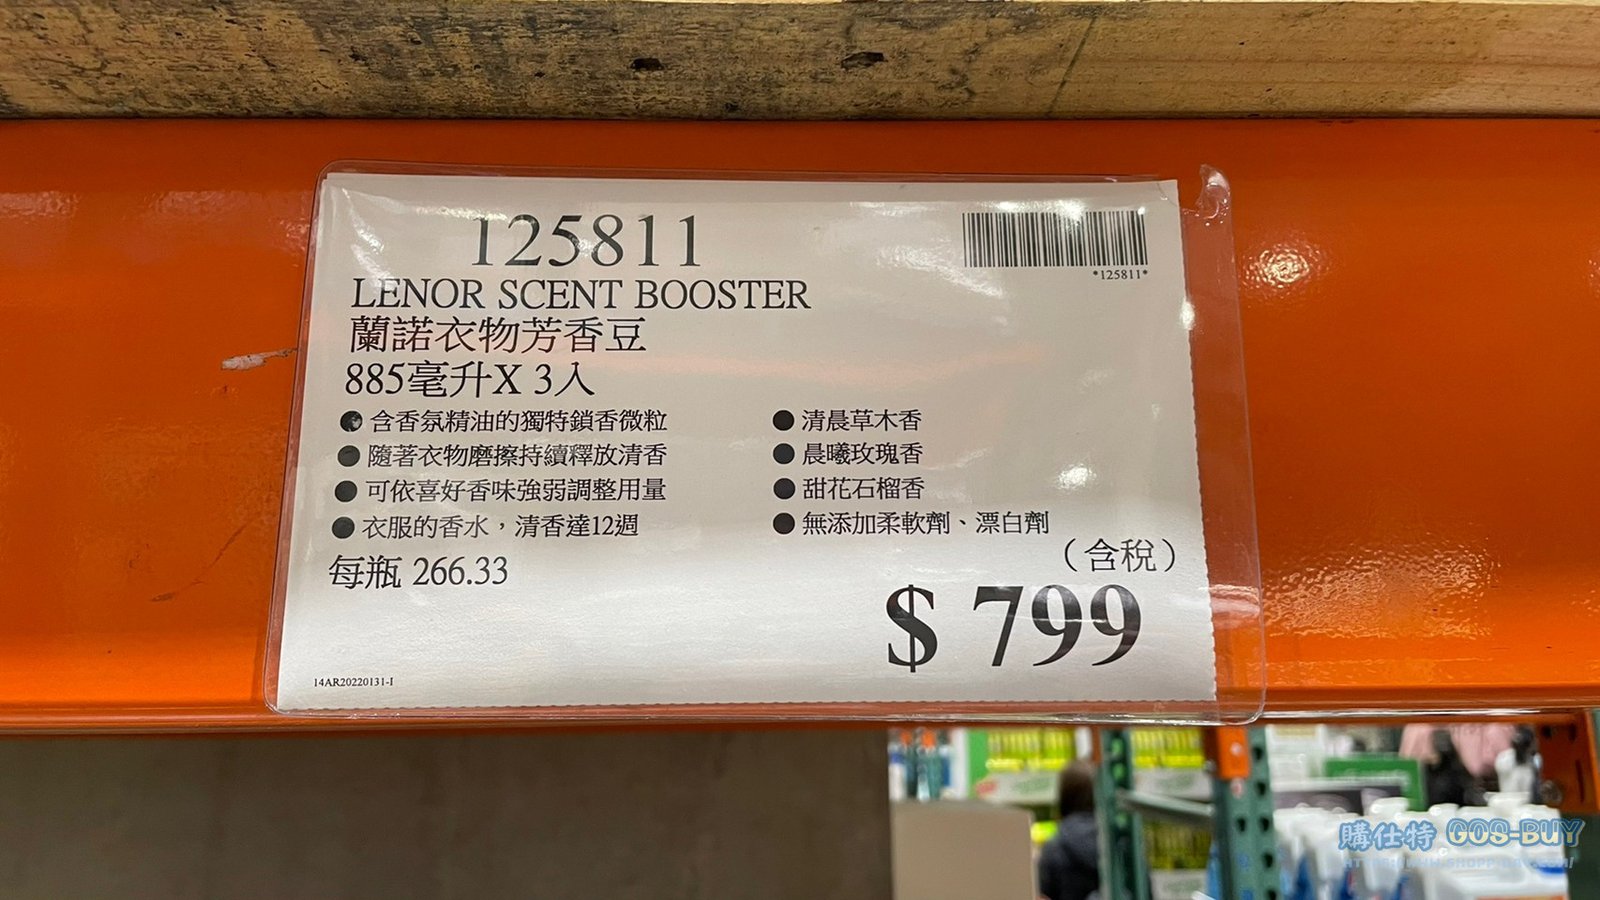 125811
*125811*
LENOR SCENT BOOSTER
蘭諾衣物芳香豆
885毫升X 3入
● 含香氛精油的獨特鎖香微粒
● 隨著衣物磨擦持續釋放清香
● 可依喜好香味強弱調整用量
● 衣服的香水，清香達12週
● 清晨草木香
● 晨曦玫瑰香
● 甜花石榴香
● 無添加柔軟劑、漂白劑
每瓶 266.33
（含稅）
$ 799
14AR20220131-I
購仕特 GOS-BUY